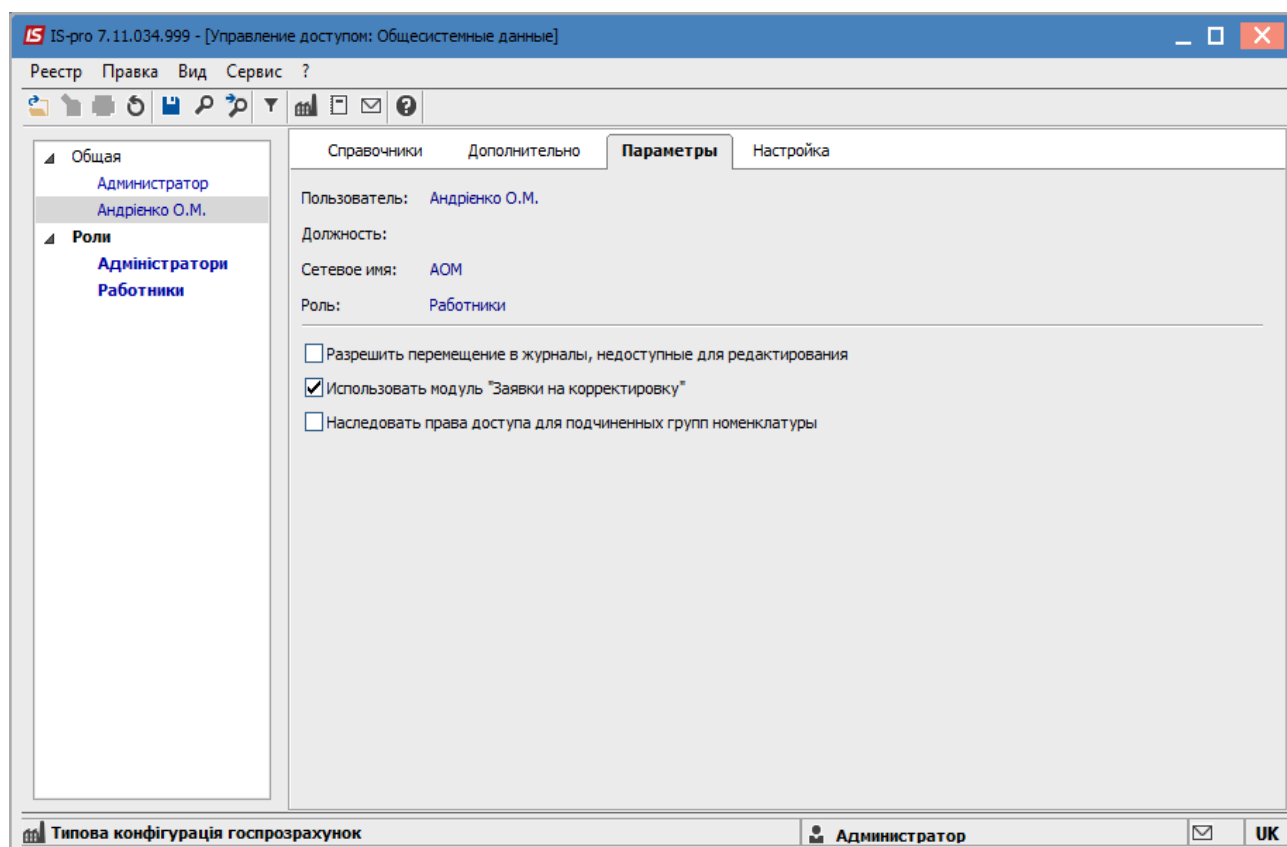 IS-pro 7.11.034.999 - [Управление доступом: Общесистемные данные]
Реестр Правка Вид Сервис ?
Общая
Администратор
Андрієнко О.М.
Роли
Адміністратори
Работники
Справочники Дополнительно Параметры Настройка
Пользователь: Андрієнко О.М.
Должность:
Сетевое имя: АОМ
Роль: Работники
Разрешить перемещение в журналы, недоступные для редактирования
Использовать модуль "Заявки на корректировку"
Наследовать права доступа для подчиненных групп номенклатуры
Типова конфігурація госпрозрахунок Администратор UK